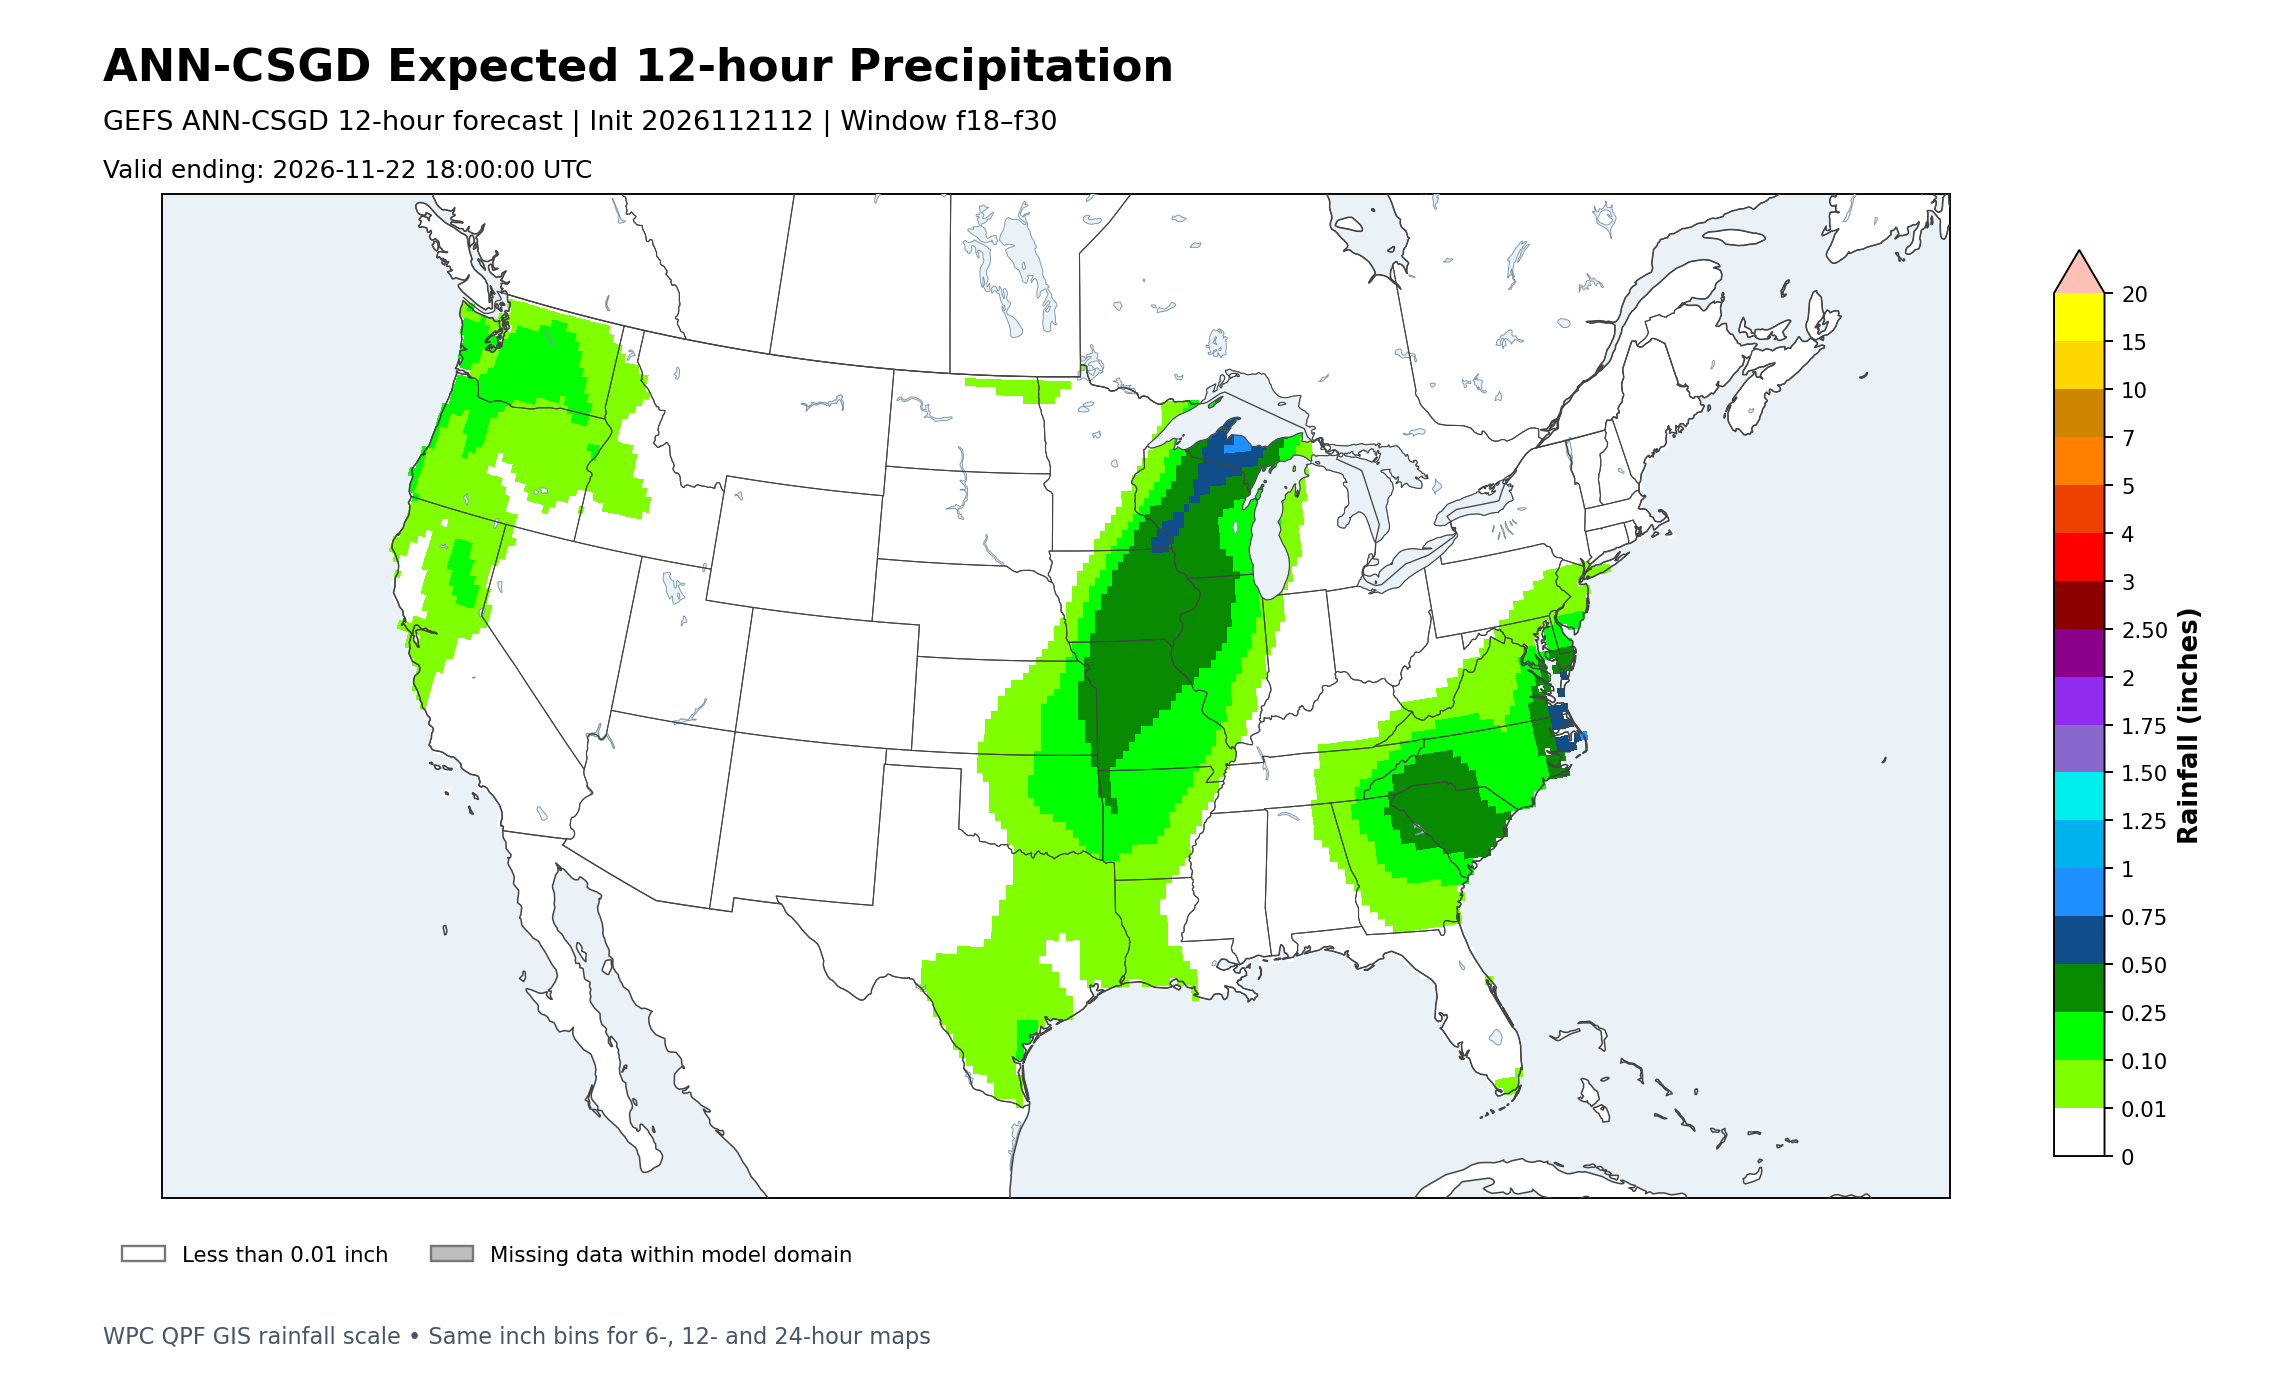 ANN-CSGD Expected 12-hour Precipitation
GEFS ANN-CSGD 12-hour forecast | Init 2026112112 | Window f18–f30
Valid ending: 2026-11-22 18:00:00 UTC
20
15
10
7
5
4
3
2.50
2
1.75
1.50
1.25
1
0.75
0.50
0.25
0.10
0.01
0
Rainfall (inches)
Less than 0.01 inch
Missing data within model domain
WPC QPF GIS rainfall scale • Same inch bins for 6-, 12- and 24-hour maps